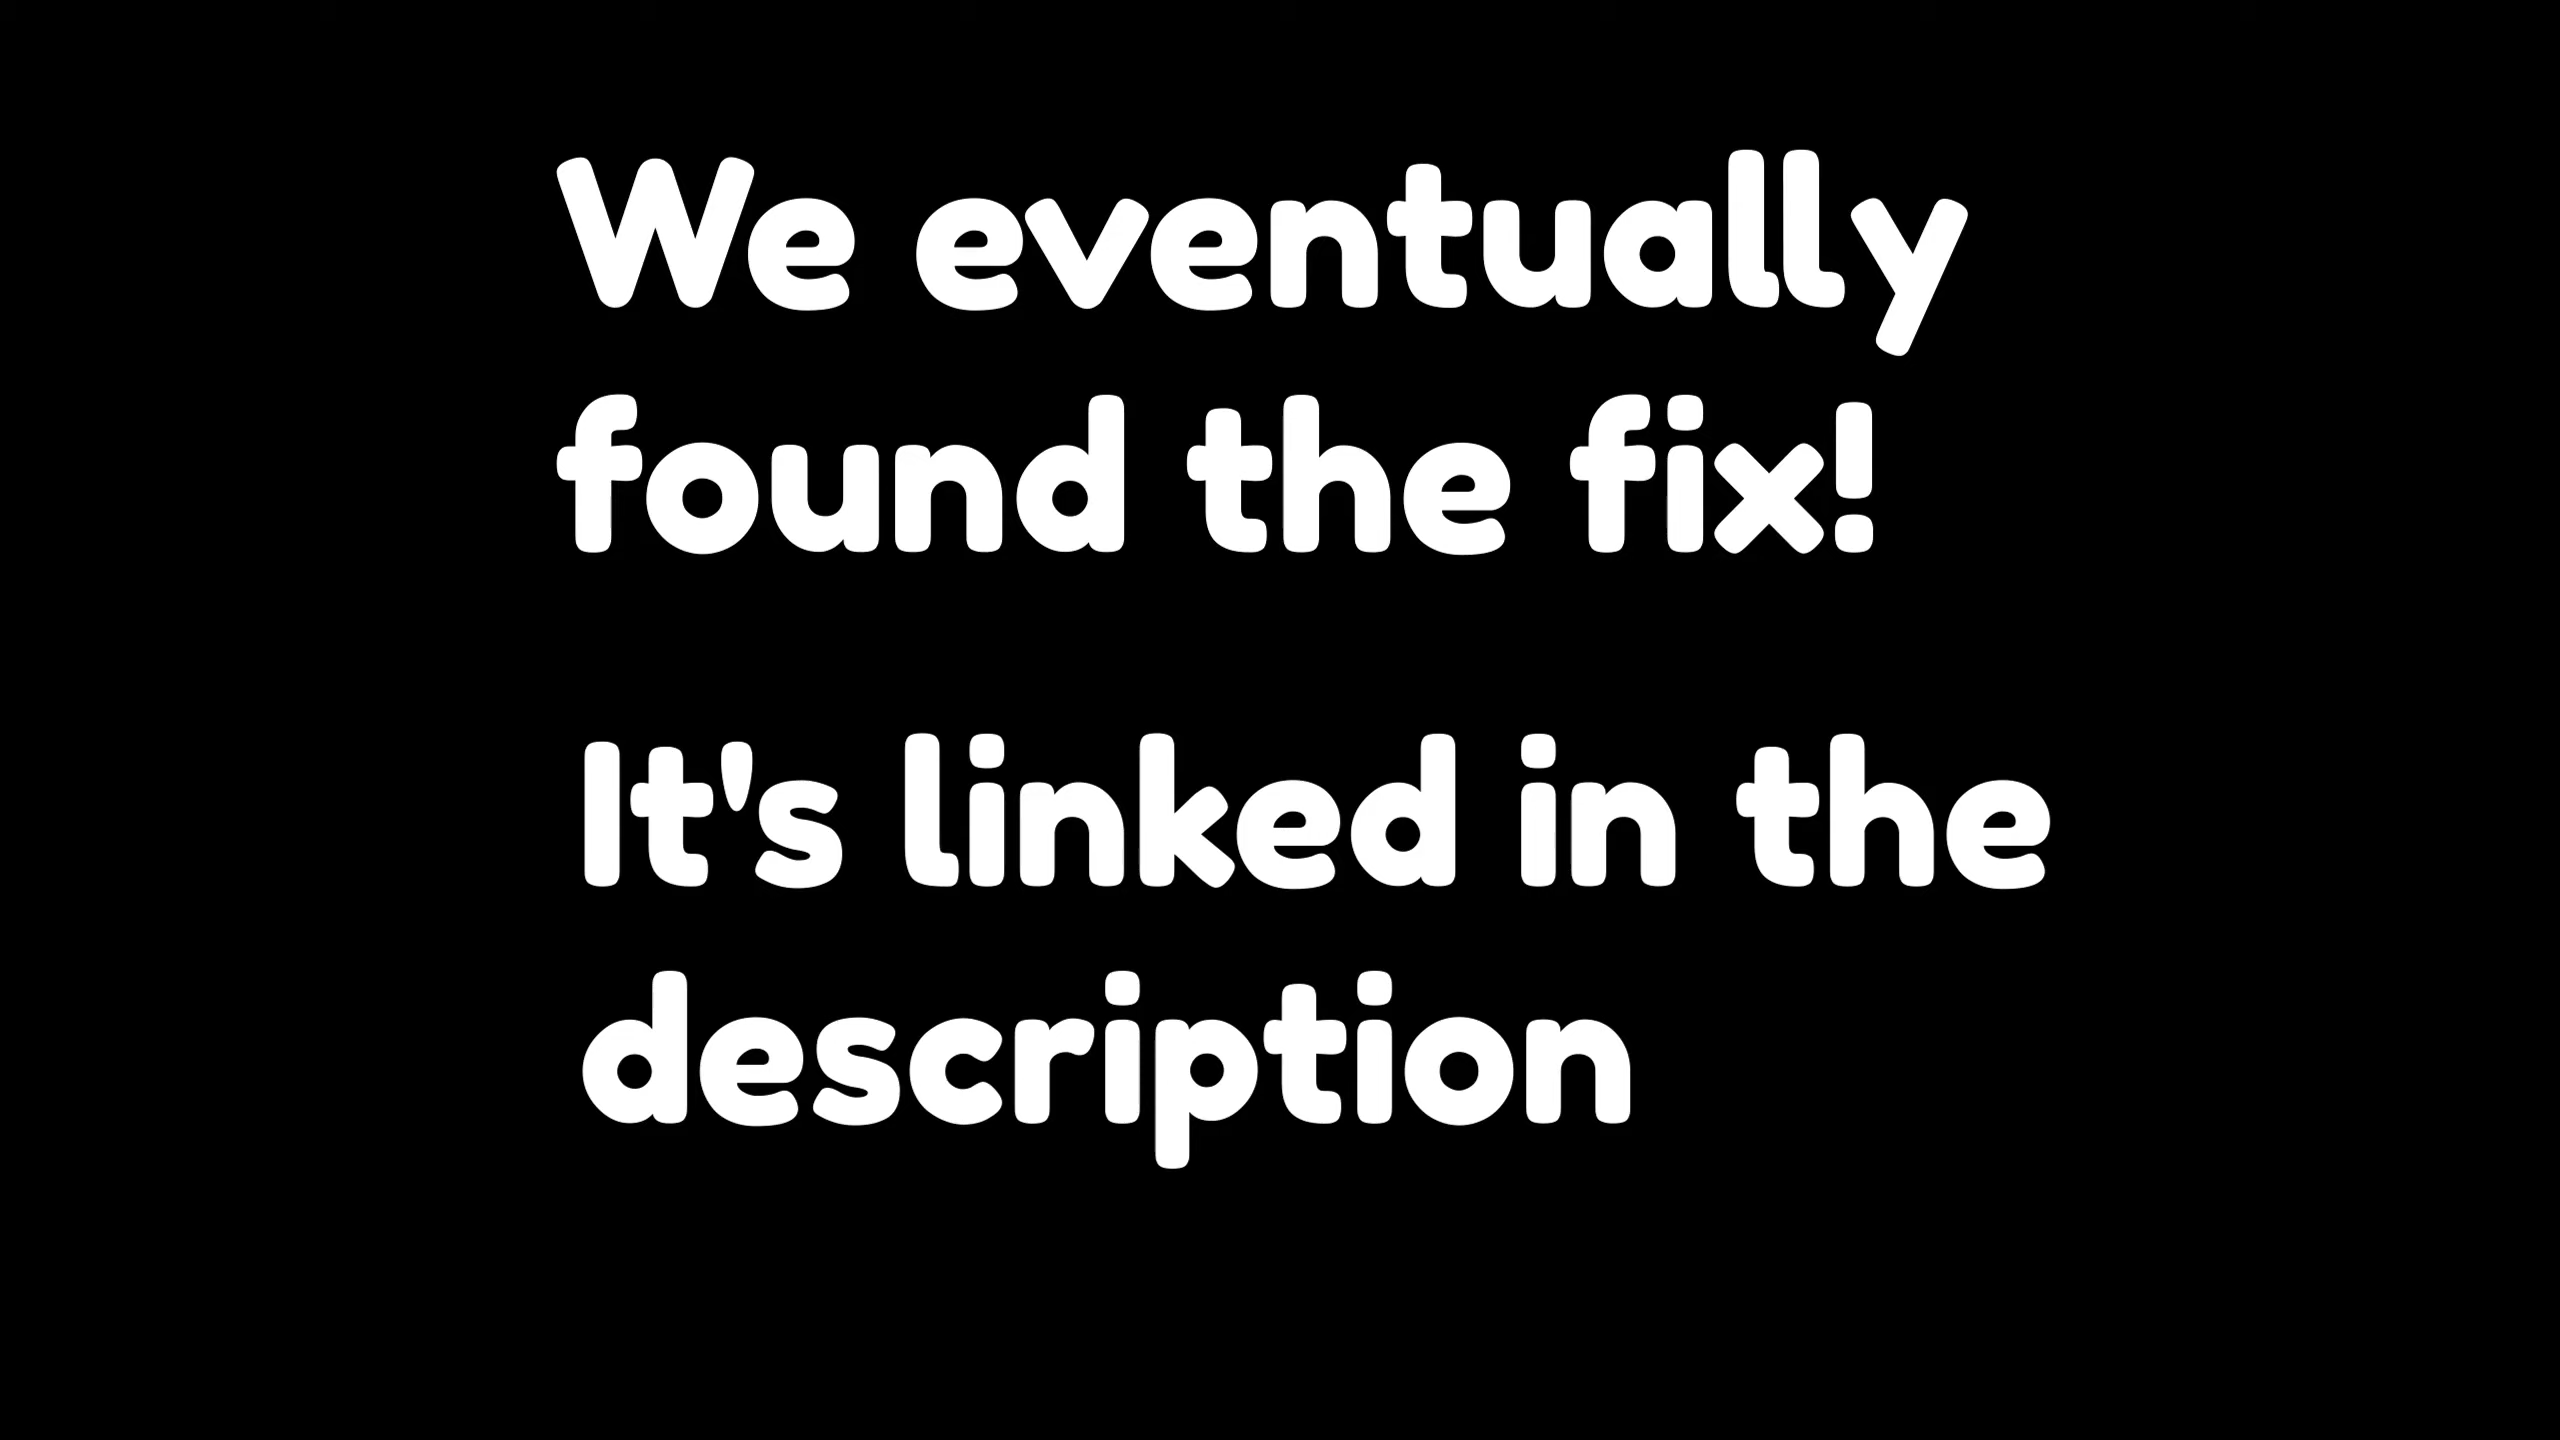 We eventually
found the fix!
It's linked in the
description